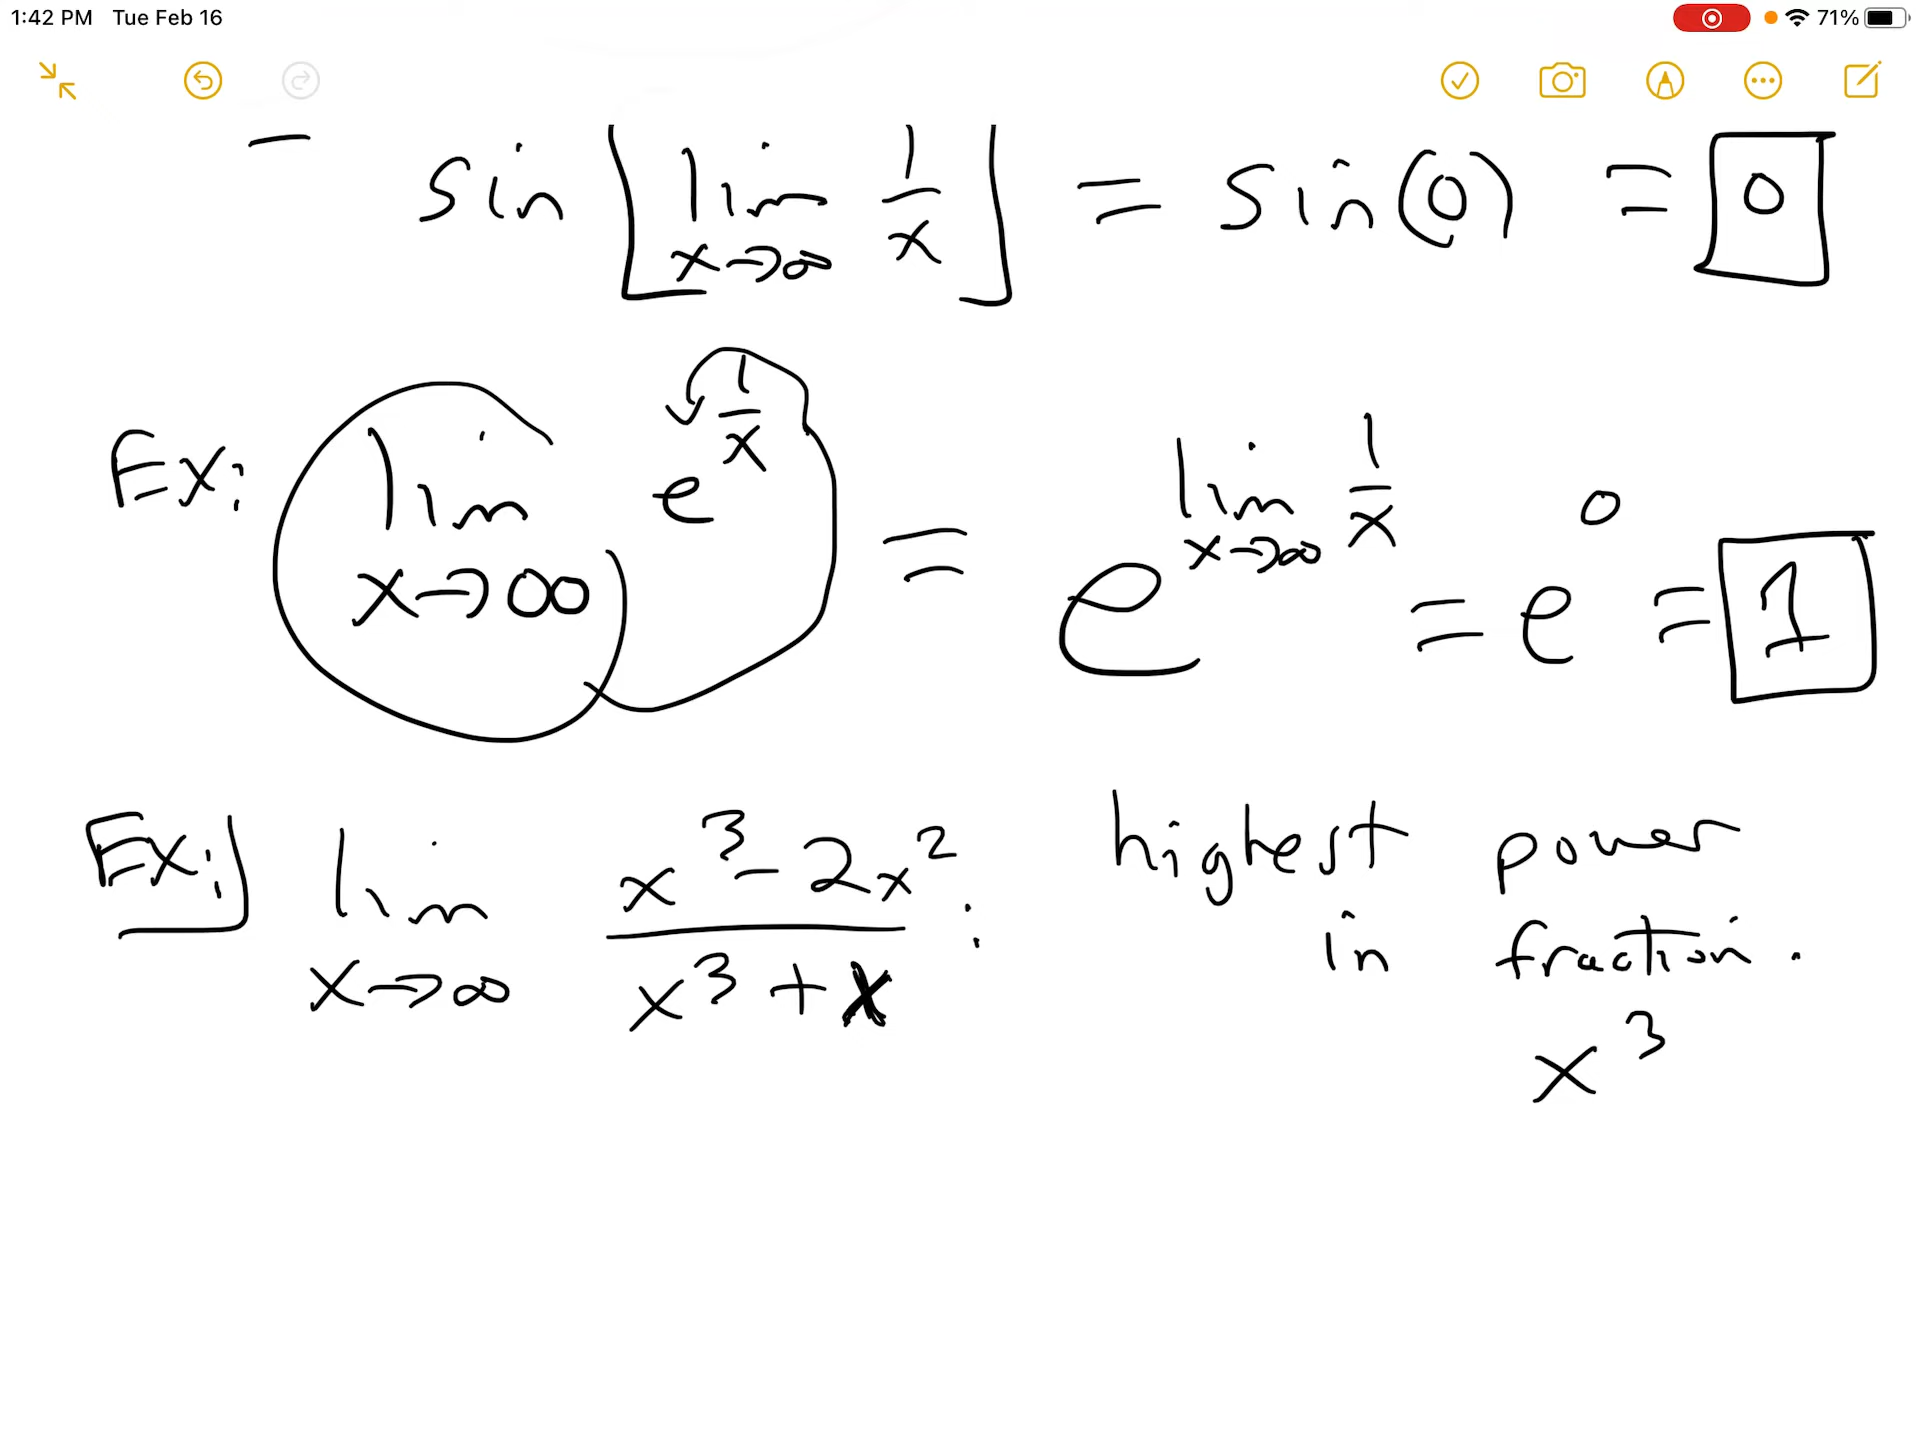 1:42 PM Tue Feb 16 71%
— sin [lim x→∞ 1/x] = sin(0) = 0
Ex: lim x→∞ e^(1/x) = e^(lim x→∞ 1/x) = e^0 = 1
Ex: lim x→∞ (x^3 - 2x^2)/(x^3 + x) : highest power
in fraction.
x^3